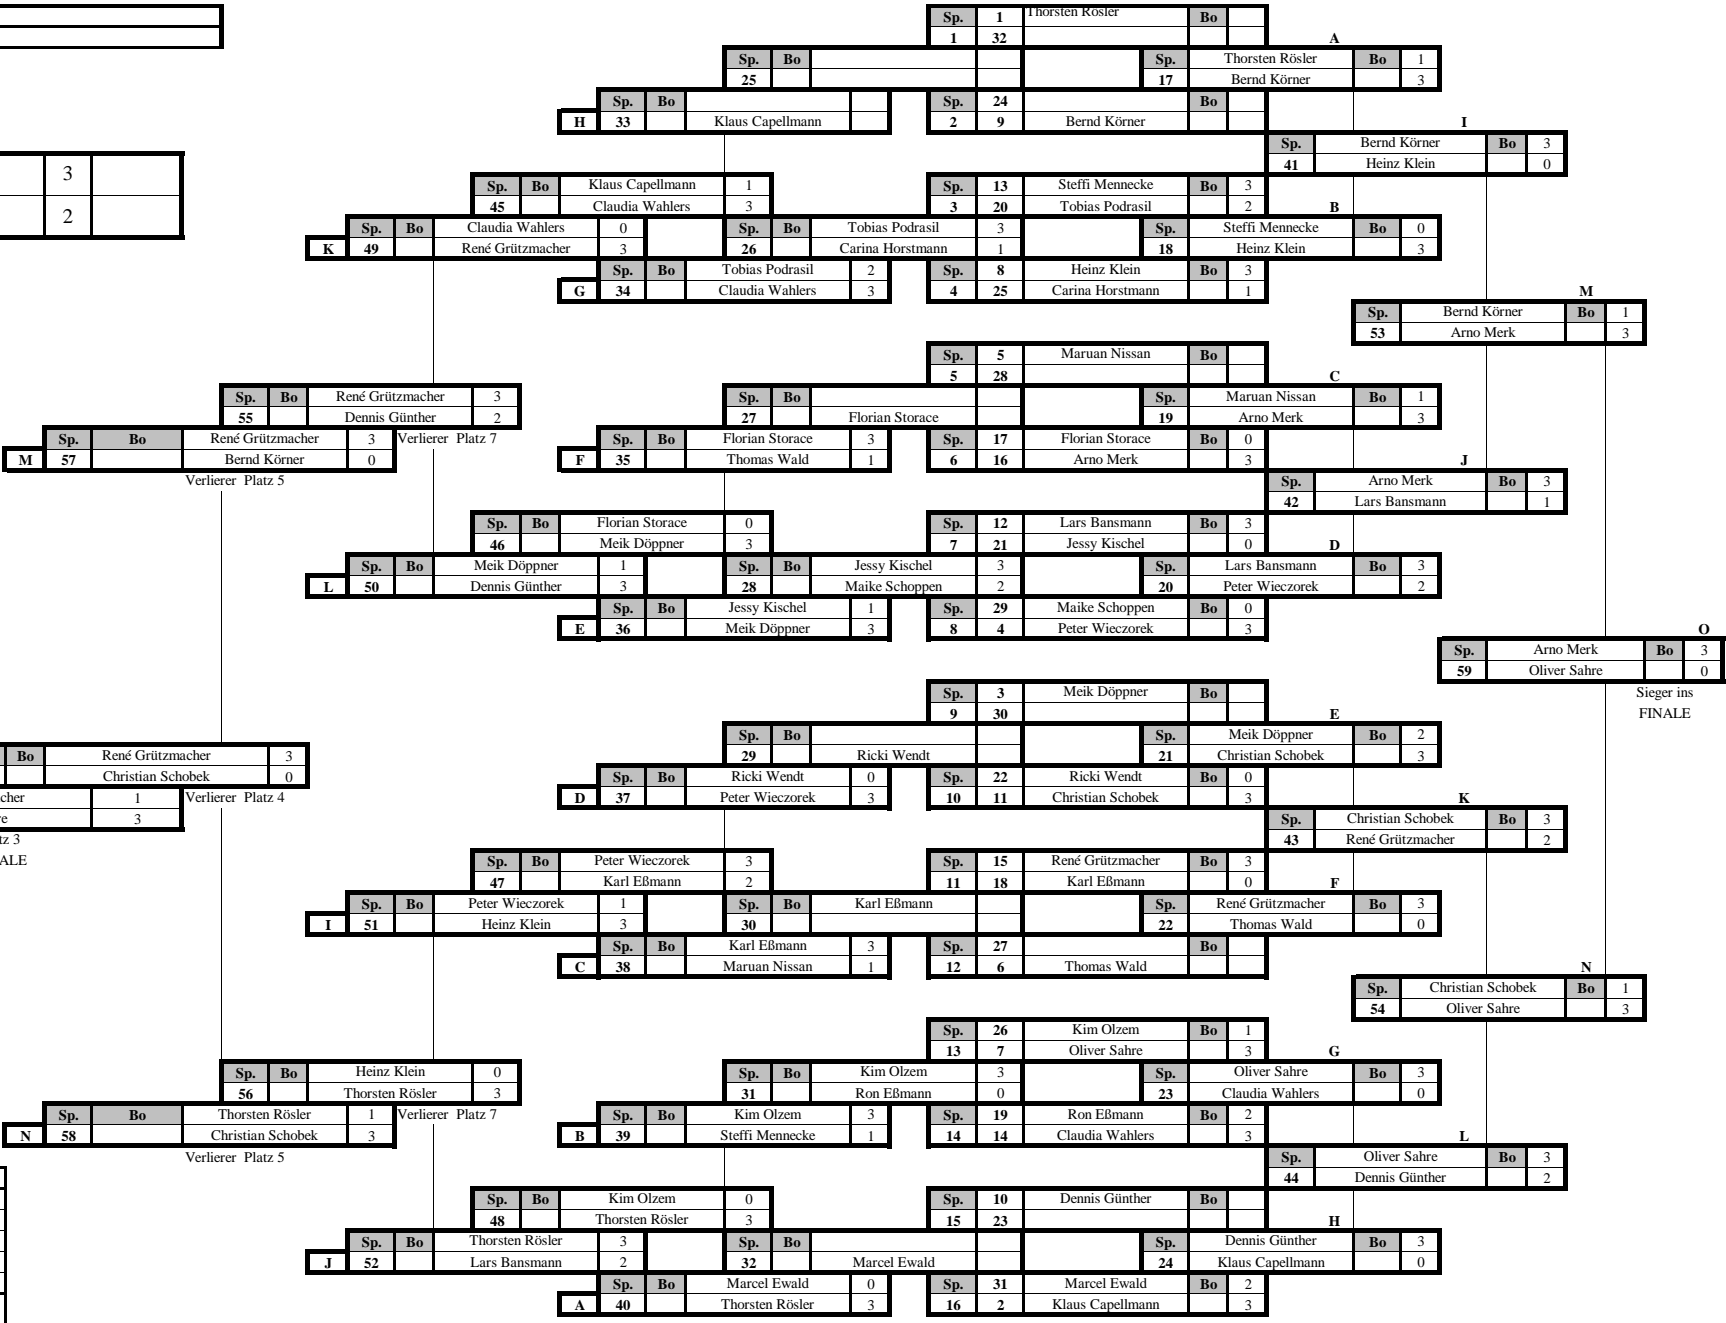 Sp. 1 Thorsten Rösler Bo
1 32 A
Sp. Bo Sp. Thorsten Rösler Bo 1
25 17 Bernd Körner 3
Sp. Bo Sp. 24 Bo
H 33 Klaus Capellmann 2 9 Bernd Körner I
Sp. Bernd Körner Bo 3
3 41 Heinz Klein 0
Sp. Bo Klaus Capellmann 1 Sp. 13 Steffi Mennecke Bo 3
2 45 Claudia Wahlers 3 3 20 Tobias Podrasil 2 B
Sp. Bo Claudia Wahlers 0 Sp. Bo Tobias Podrasil 3 Sp. Steffi Mennecke Bo 0
K 49 René Grützmacher 3 26 Carina Horstmann 1 18 Heinz Klein 3
Sp. Bo Tobias Podrasil 2 Sp. 8 Heinz Klein Bo 3
G 34 Claudia Wahlers 3 4 25 Carina Horstmann 1 M
Sp. Bernd Körner Bo 1
53 Arno Merk 3
Sp. 5 Maruan Nissan Bo
5 28 C
Sp. Bo René Grützmacher 3 Sp. Bo Sp. Maruan Nissan Bo 1
55 Dennis Günther 2 27 Florian Storace 19 Arno Merk 3
Sp. Bo René Grützmacher 3 Verlierer Platz 7 Sp. Bo Florian Storace 3 Sp. 17 Florian Storace Bo 0
M 57 Bernd Körner 0 F 35 Thomas Wald 1 6 16 Arno Merk 3 J
Verlierer Platz 5 Sp. Arno Merk Bo 3
42 Lars Bansmann 1
Sp. Bo Florian Storace 0 Sp. 12 Lars Bansmann Bo 3
46 Meik Döppner 3 7 21 Jessy Kischel 0 D
Sp. Bo Meik Döppner 1 Sp. Bo Jessy Kischel 3 Sp. Lars Bansmann Bo 3
L 50 Dennis Günther 3 28 Maike Schoppen 2 20 Peter Wieczorek 2
Sp. Bo Jessy Kischel 1 Sp. 29 Maike Schoppen Bo 0
E 36 Meik Döppner 3 8 4 Peter Wieczorek 3 O
Sp. Arno Merk Bo 3
59 Oliver Sahre 0
Sp. 3 Meik Döppner Bo Sieger ins
9 30 E FINALE
Sp. Bo Sp. Meik Döppner Bo 2
Bo René Grützmacher 3 29 Ricki Wendt 21 Christian Schobek 3
Christian Schobek 0 Sp. Bo Ricki Wendt 0 Sp. 22 Ricki Wendt Bo 0
cher 1 Verlierer Platz 4 D 37 Peter Wieczorek 3 10 11 Christian Schobek 3 K
e 3 Sp. Christian Schobek Bo 3
tz 3 43 René Grützmacher 2
ALE Sp. Bo Peter Wieczorek 3 Sp. 15 René Grützmacher Bo 3
47 Karl Eßmann 2 11 18 Karl Eßmann 0 F
Sp. Bo Peter Wieczorek 1 Sp. Bo Karl Eßmann Sp. René Grützmacher Bo 3
I 51 Heinz Klein 3 30 22 Thomas Wald 0
Sp. Bo Karl Eßmann 3 Sp. 27 Bo
C 38 Maruan Nissan 1 12 6 Thomas Wald N
Sp. Christian Schobek Bo 1
54 Oliver Sahre 3
Sp. 26 Kim Olzem Bo 1
13 7 Oliver Sahre 3 G
Sp. Bo Heinz Klein 0 Sp. Bo Kim Olzem 3 Sp. Oliver Sahre Bo 3
56 Thorsten Rösler 3 31 Ron Eßmann 0 23 Claudia Wahlers 0
Sp. Bo Thorsten Rösler 1 Verlierer Platz 7 Sp. Bo Kim Olzem 3 Sp. 19 Ron Eßmann Bo 2
N 58 Christian Schobek 3 B 39 Steffi Mennecke 1 14 14 Claudia Wahlers 3 L
Verlierer Platz 5 Sp. Oliver Sahre Bo 3
44 Dennis Günther 2
Sp. Bo Kim Olzem 0 Sp. 10 Dennis Günther Bo
48 Thorsten Rösler 3 15 23 H
Sp. Bo Thorsten Rösler 3 Sp. Bo Sp. Dennis Günther Bo 3
J 52 Lars Bansmann 2 32 Marcel Ewald 24 Klaus Capellmann 0
Sp. Bo Marcel Ewald 0 Sp. 31 Marcel Ewald Bo 2
A 40 Thorsten Rösler 3 16 2 Klaus Capellmann 3